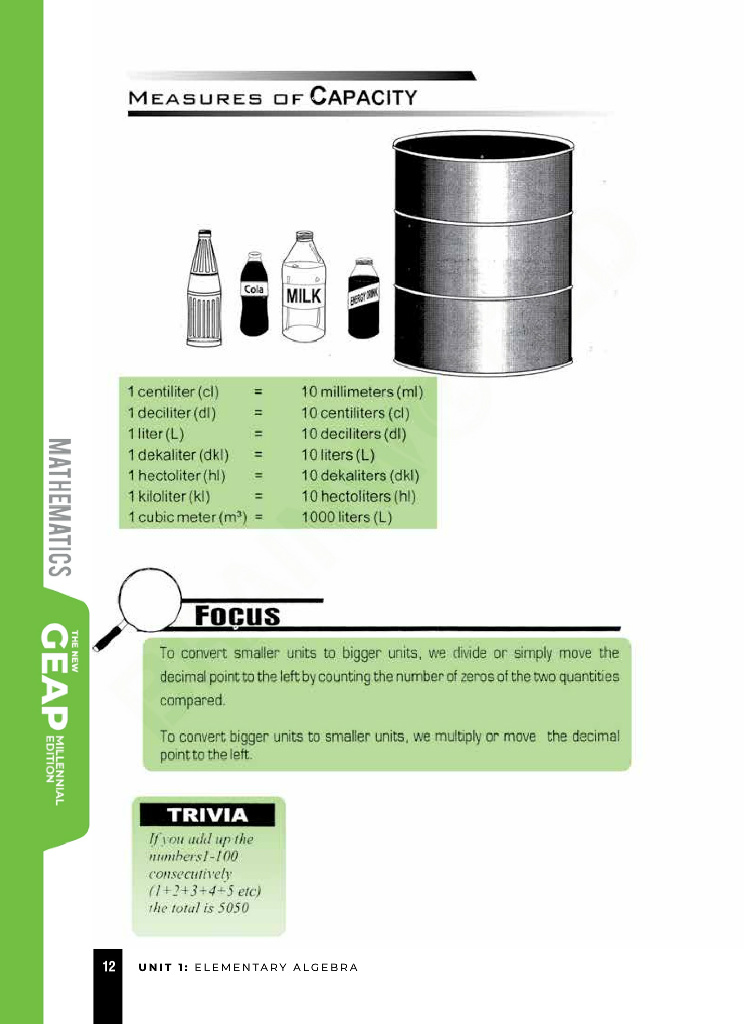 MEASURES OF CAPACITY
Cola
MILK
ENERGY DRINK
1 centiliter (cl) = 10 millimeters (ml)
1 deciliter (dl) = 10 centiliters (cl)
1 liter (L) = 10 deciliters (dl)
1 dekaliter (dkl) = 10 liters (L)
1 hectoliter (hl) = 10 dekaliters (dkl)
1 kiloliter (kl) = 10 hectoliters (hl)
1 cubic meter (m³) = 1000 liters (L)
MATHEMATICS
THE NEW
GEAP
MILLENNIAL
EDITION
Focus
To convert smaller units to bigger units, we divide or simply move the
decimal point to the left by counting the number of zeros of the two quantities
compared.
To convert bigger units to smaller units, we multiply or move the decimal
point to the left.
TRIVIA
If you add up the
numbers1-100
consecutively
(1+2+3+4+5 etc)
the total is 5050
12 UNIT 1: ELEMENTARY ALGEBRA